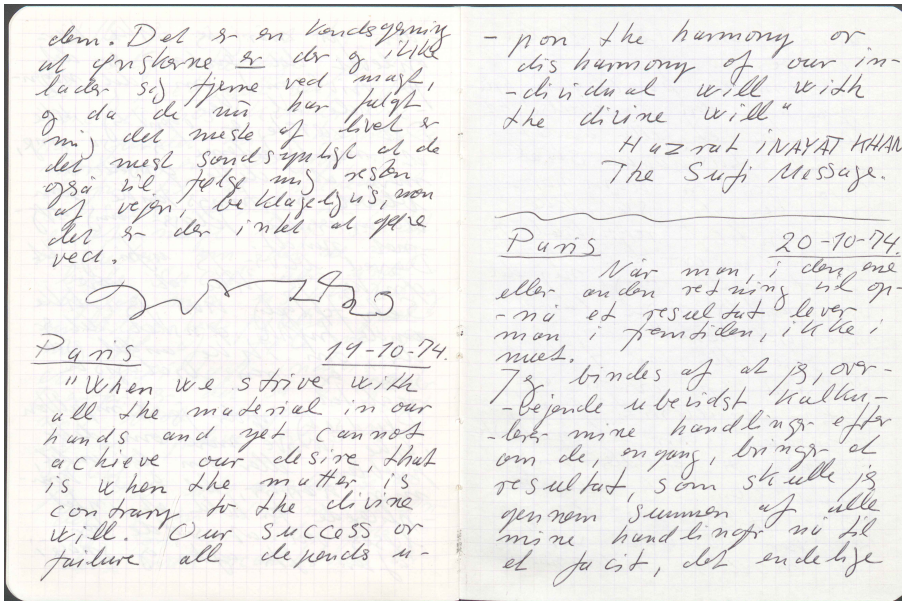 dem. Det er en kendsgerning
at ønskerne er der og ikke
lader sig fjerne ved magt,
og da de nu har fulgt
mig det meste af livet er
det mest sandsynligt at de
også vil følge mig resten
af vejen, beklageligvis, men
det er der intet at gøre
ved.
Paris 19-10-74.
"When we strive with
all the material in our
hands and yet cannot
achieve our desire, that
is when the matter is
contrary to the divine
will. Our success or
failure all depends u-
- pon the harmony or
disharmony of our in-
-dividual will with
the divine will"
Hazrat iNAYAT KHAN
The Sufi Message.
Paris 20-10-74.
Når man, i den ene
eller anden retning vil op-
-nå et resultat lever
man i fremtiden, ikke i
nuet.
Jeg bindes af at jeg, over-
-vejende ubevidst kalku-
-lerer mine handlinger efter
om de, engang, bringer et
resultat, som skulle jeg
gennem summen af alle
mine handlinger nå til
et facit, det endelige